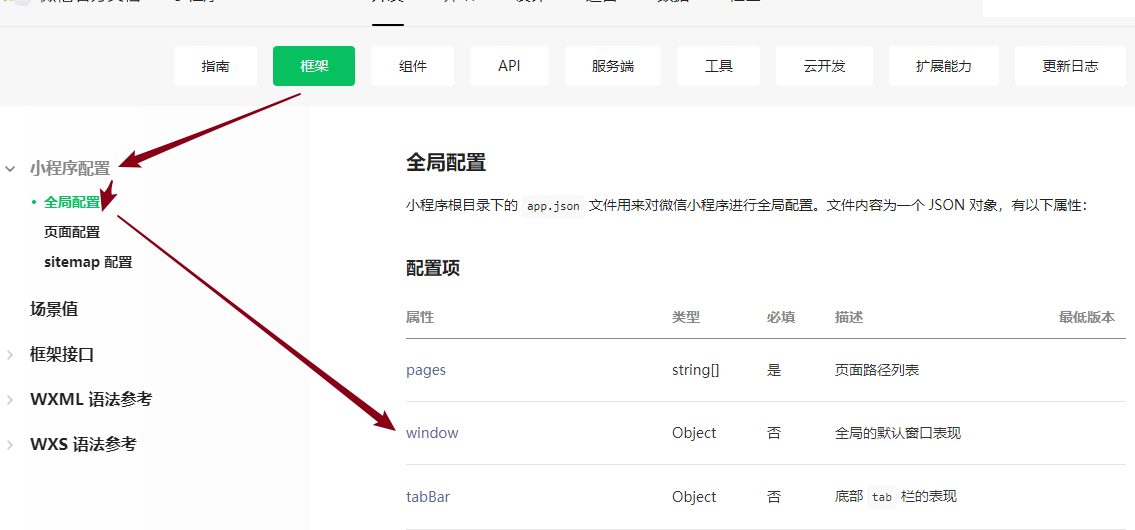 指南 框架 组件 API 服务端 工具 云开发 扩展能力 更新日志
小程序配置
全局配置
页面配置
sitemap 配置
场景值
框架接口
WXML 语法参考
WXS 语法参考
全局配置
小程序根目录下的 app.json 文件用来对微信小程序进行全局配置。文件内容为一个 JSON 对象，有以下属性：
配置项
属性 类型 必填 描述 最低版本
pages string[] 是 页面路径列表
window Object 否 全局的默认窗口表现
tabBar Object 否 底部 tab 栏的表现